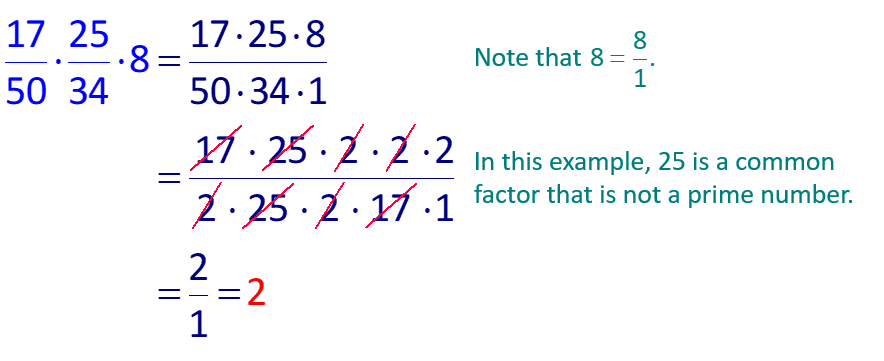 17/50 · 25/34 · 8 = 17·25·8/50·34·1
Note that 8 = 8/1.
= 17 · 25 · 2 · 2 · 2/2 · 25 · 2 · 17 · 1
In this example, 25 is a common
factor that is not a prime number.
= 2/1 = 2